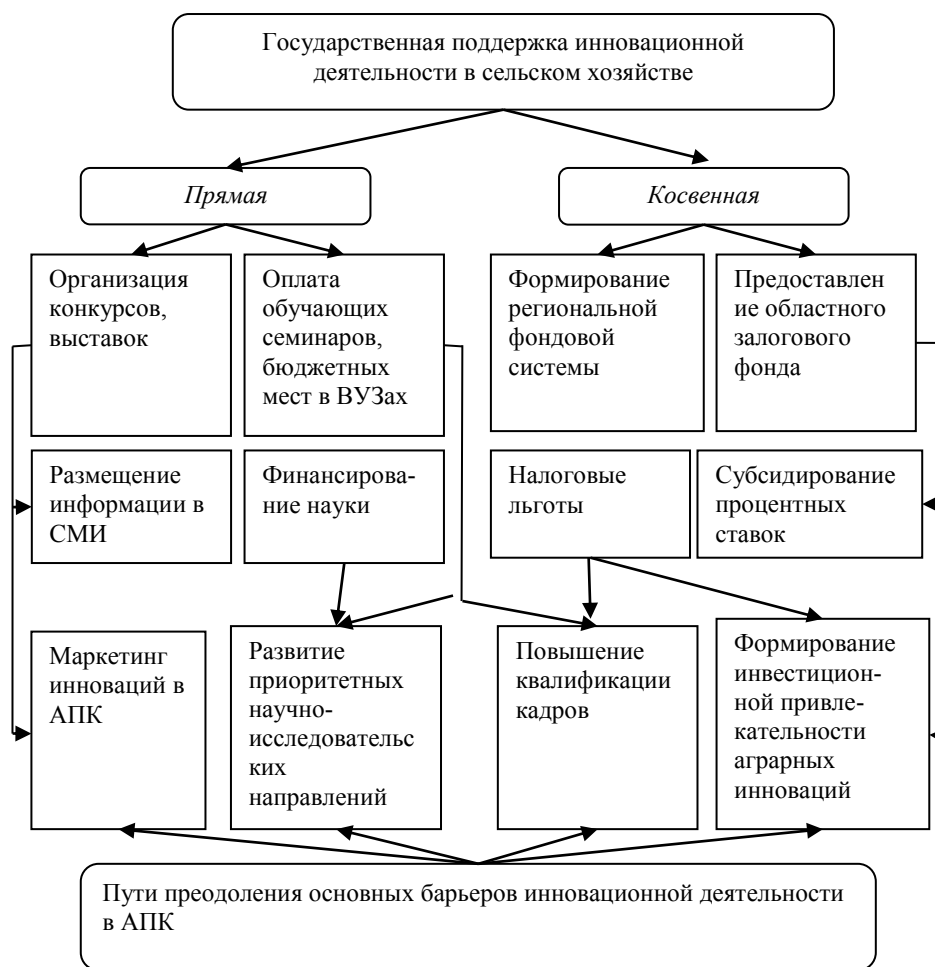 Государственная поддержка инновационной
деятельности в сельском хозяйстве
Прямая
Косвенная
Организация
конкурсов,
выставок
Оплата
обучающих
семинаров,
бюджетных
мест в ВУЗах
Формирование
региональной
фондовой
системы
Предоставлен
ие областного
залогового
фонда
Размещение
информации в
СМИ
Финансирова-
ние науки
Налоговые
льготы
Субсидирование
процентных
ставок
Маркетинг
инноваций в
АПК
Развитие
приоритетных
научно-
исследовательс
ких
направлений
Повышение
квалификации
кадров
Формирование
инвестицион-
ной привле-
кательности
аграрных
инноваций
Пути преодоления основных барьеров инновационной деятельности
в АПК